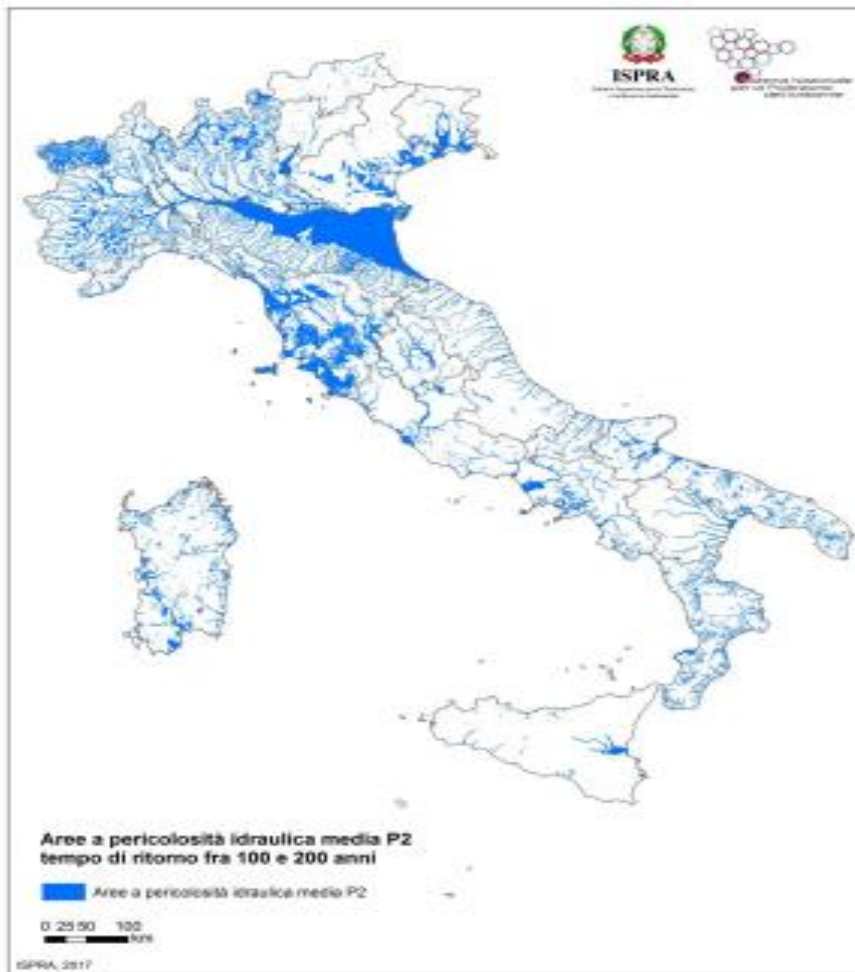 ISPRA
Aree a pericolosità idraulica media P2
tempo di ritorno fra 100 e 200 anni
Aree a pericolosità idraulica media P2
0 25 50 100
km
ISPRA, 2017